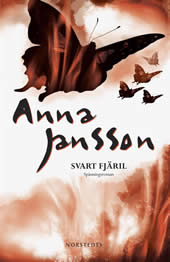 Anna
Jansson
SVART FJÄRIL
Spänningsroman
NORSTEDTS